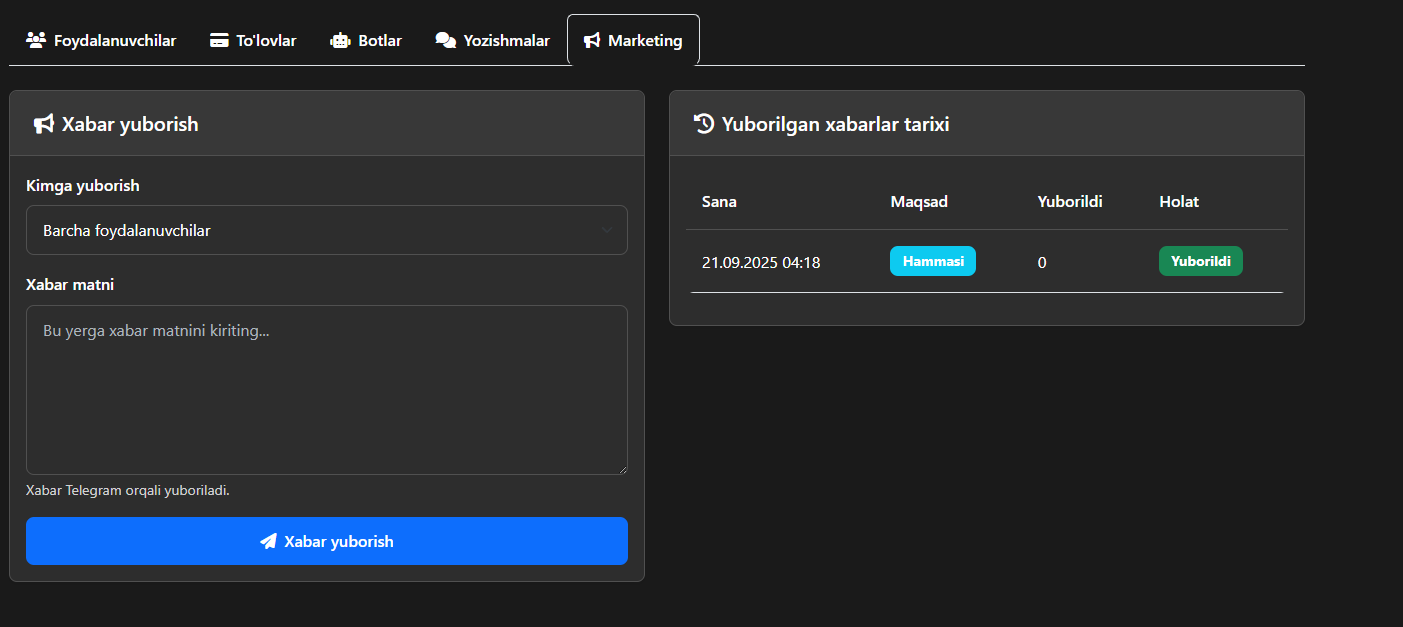 Foydalanuvchilar To'lovlar Botlar Yozishmalar Marketing
Xabar yuborish
Kimga yuborish
Barcha foydalanuvchilar
Xabar matni
Bu yerga xabar matnini kiriting...
Xabar Telegram orqali yuboriladi.
Xabar yuborish
Yuborilgan xabarlar tarixi
Sana Maqsad Yuborildi Holat
21.09.2025 04:18 Hammasi 0 Yuborildi